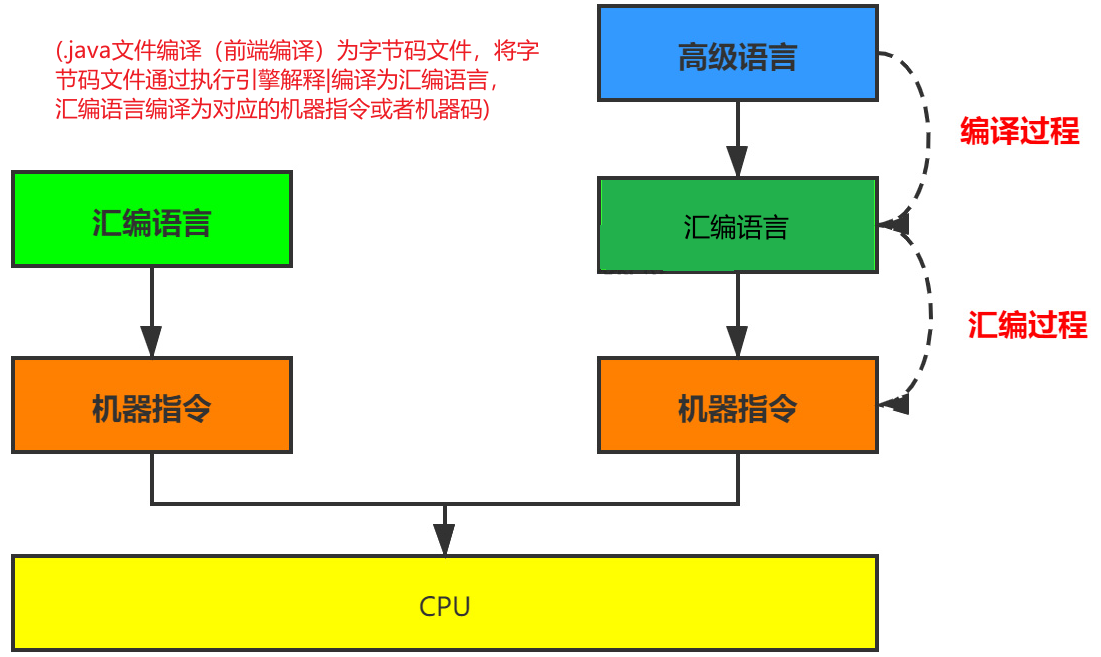 (.java文件编译（前端编译）为字节码文件，将字
节码文件通过执行引擎解释|编译为汇编语言，
汇编语言编译为对应的机器指令或者机器码)
高级语言
编译过程
汇编语言
汇编语言
汇编过程
机器指令
机器指令
CPU